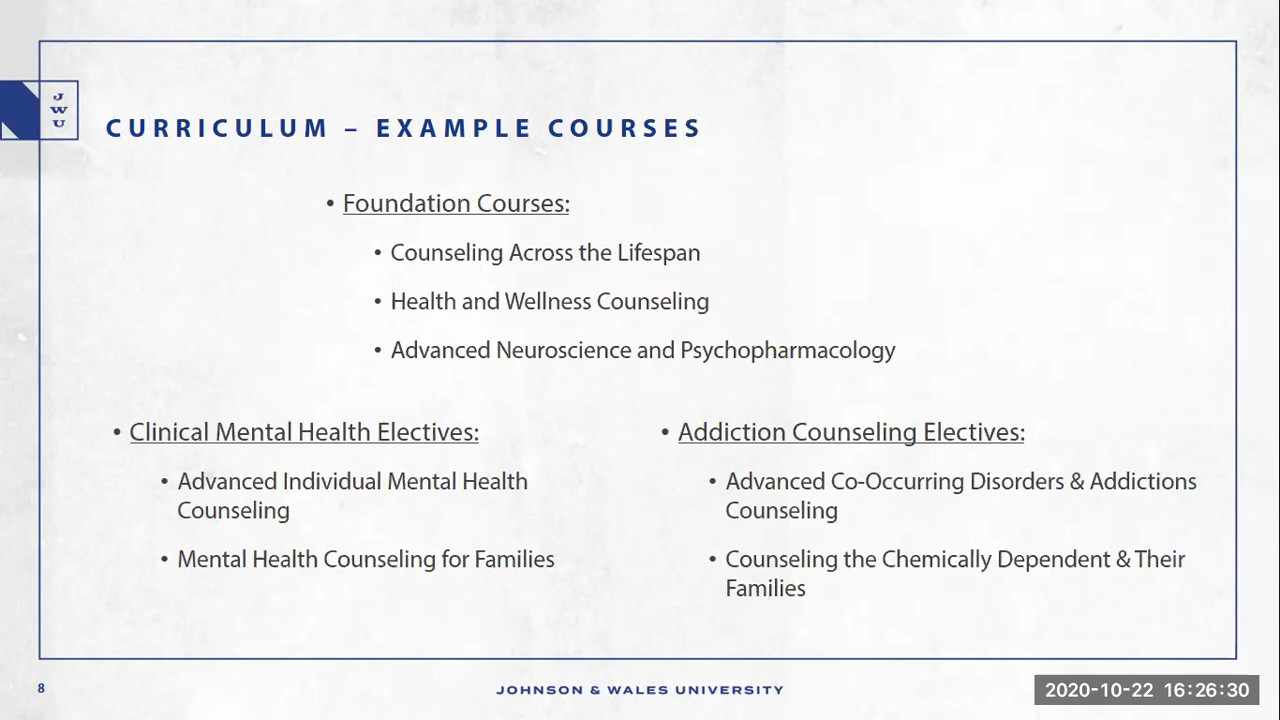 J
W
U
CURRICULUM – EXAMPLE COURSES
• Foundation Courses:
• Counseling Across the Lifespan
• Health and Wellness Counseling
• Advanced Neuroscience and Psychopharmacology
• Clinical Mental Health Electives:
• Advanced Individual Mental Health
Counseling
• Mental Health Counseling for Families
• Addiction Counseling Electives:
• Advanced Co-Occurring Disorders & Addictions
Counseling
• Counseling the Chemically Dependent & Their
Families
8
JOHNSON & WALES UNIVERSITY
2020-10-22 16:26:30